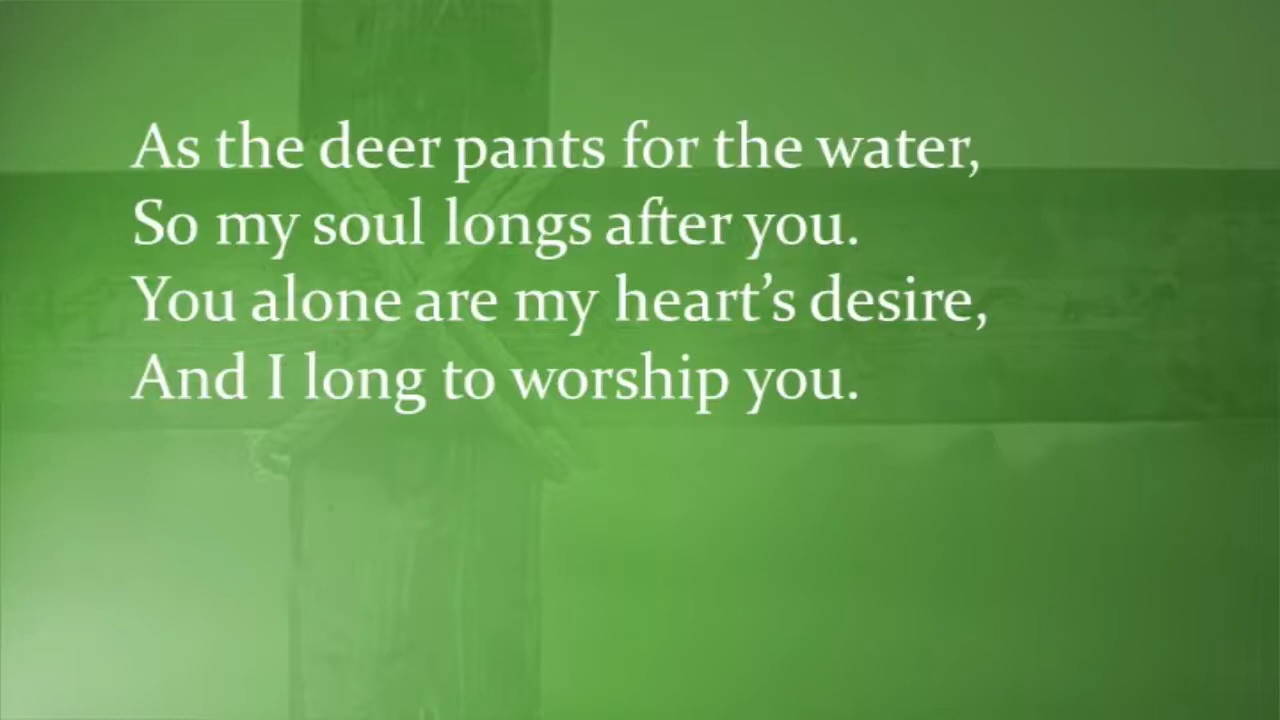 As the deer pants for the water,
So my soul longs after you.
You alone are my heart’s desire,
And I long to worship you.